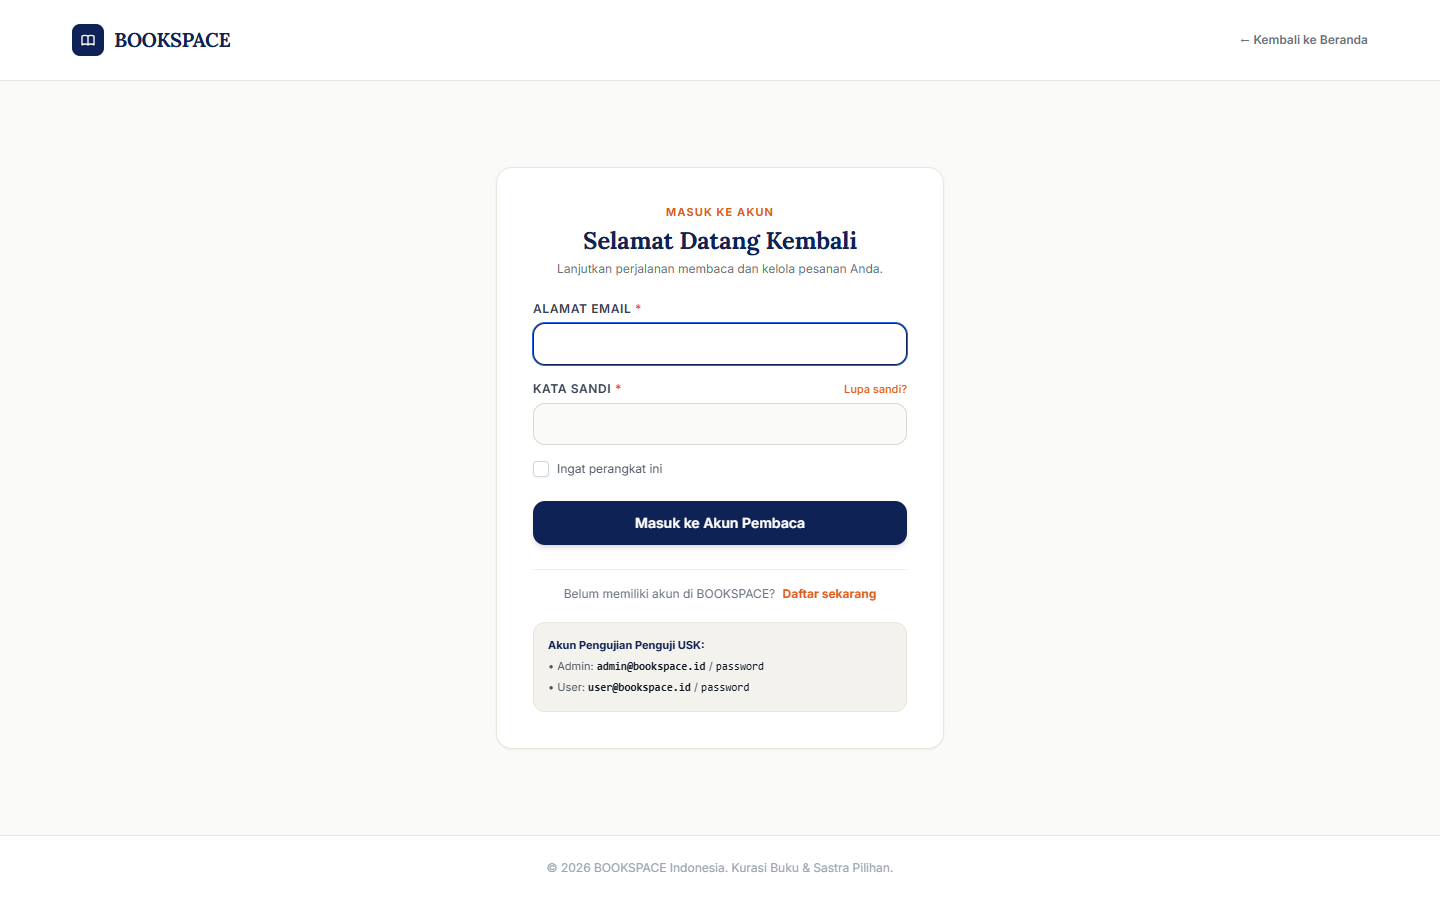 BOOKSPACE
← Kembali ke Beranda
MASUK KE AKUN
Selamat Datang Kembali
Lanjutkan perjalanan membaca dan kelola pesanan Anda.
ALAMAT EMAIL *
KATA SANDI *
Lupa sandi?
Ingat perangkat ini
Masuk ke Akun Pembaca
Belum memiliki akun di BOOKSPACE? Daftar sekarang
Akun Pengujian Penguji USK:
• Admin: admin@bookspace.id / password
• User: user@bookspace.id / password
© 2026 BOOKSPACE Indonesia. Kurasi Buku & Sastra Pilihan.